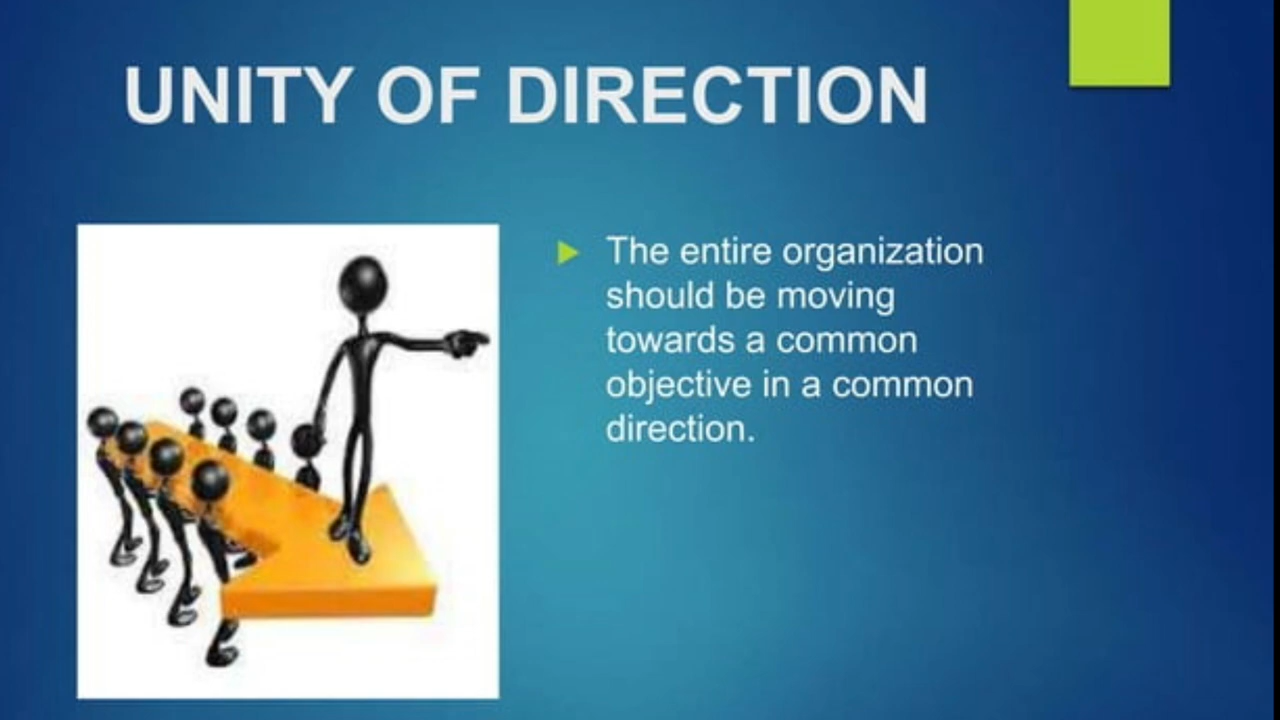 UNITY OF DIRECTION
The entire organization
should be moving
towards a common
objective in a common
direction.